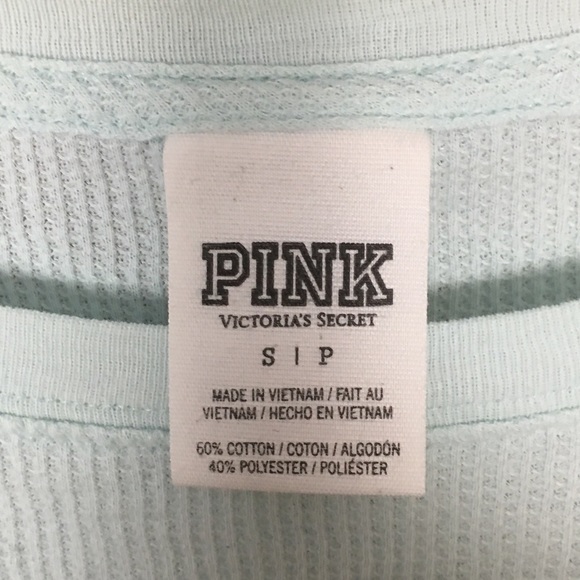 PINK
VICTORIA'S SECRET
S | P
MADE IN VIETNAM / FAIT AU
VIETNAM / HECHO EN VIETNAM
60% COTTON / COTON / ALGODÓN
40% POLYESTER / POLIÉSTER